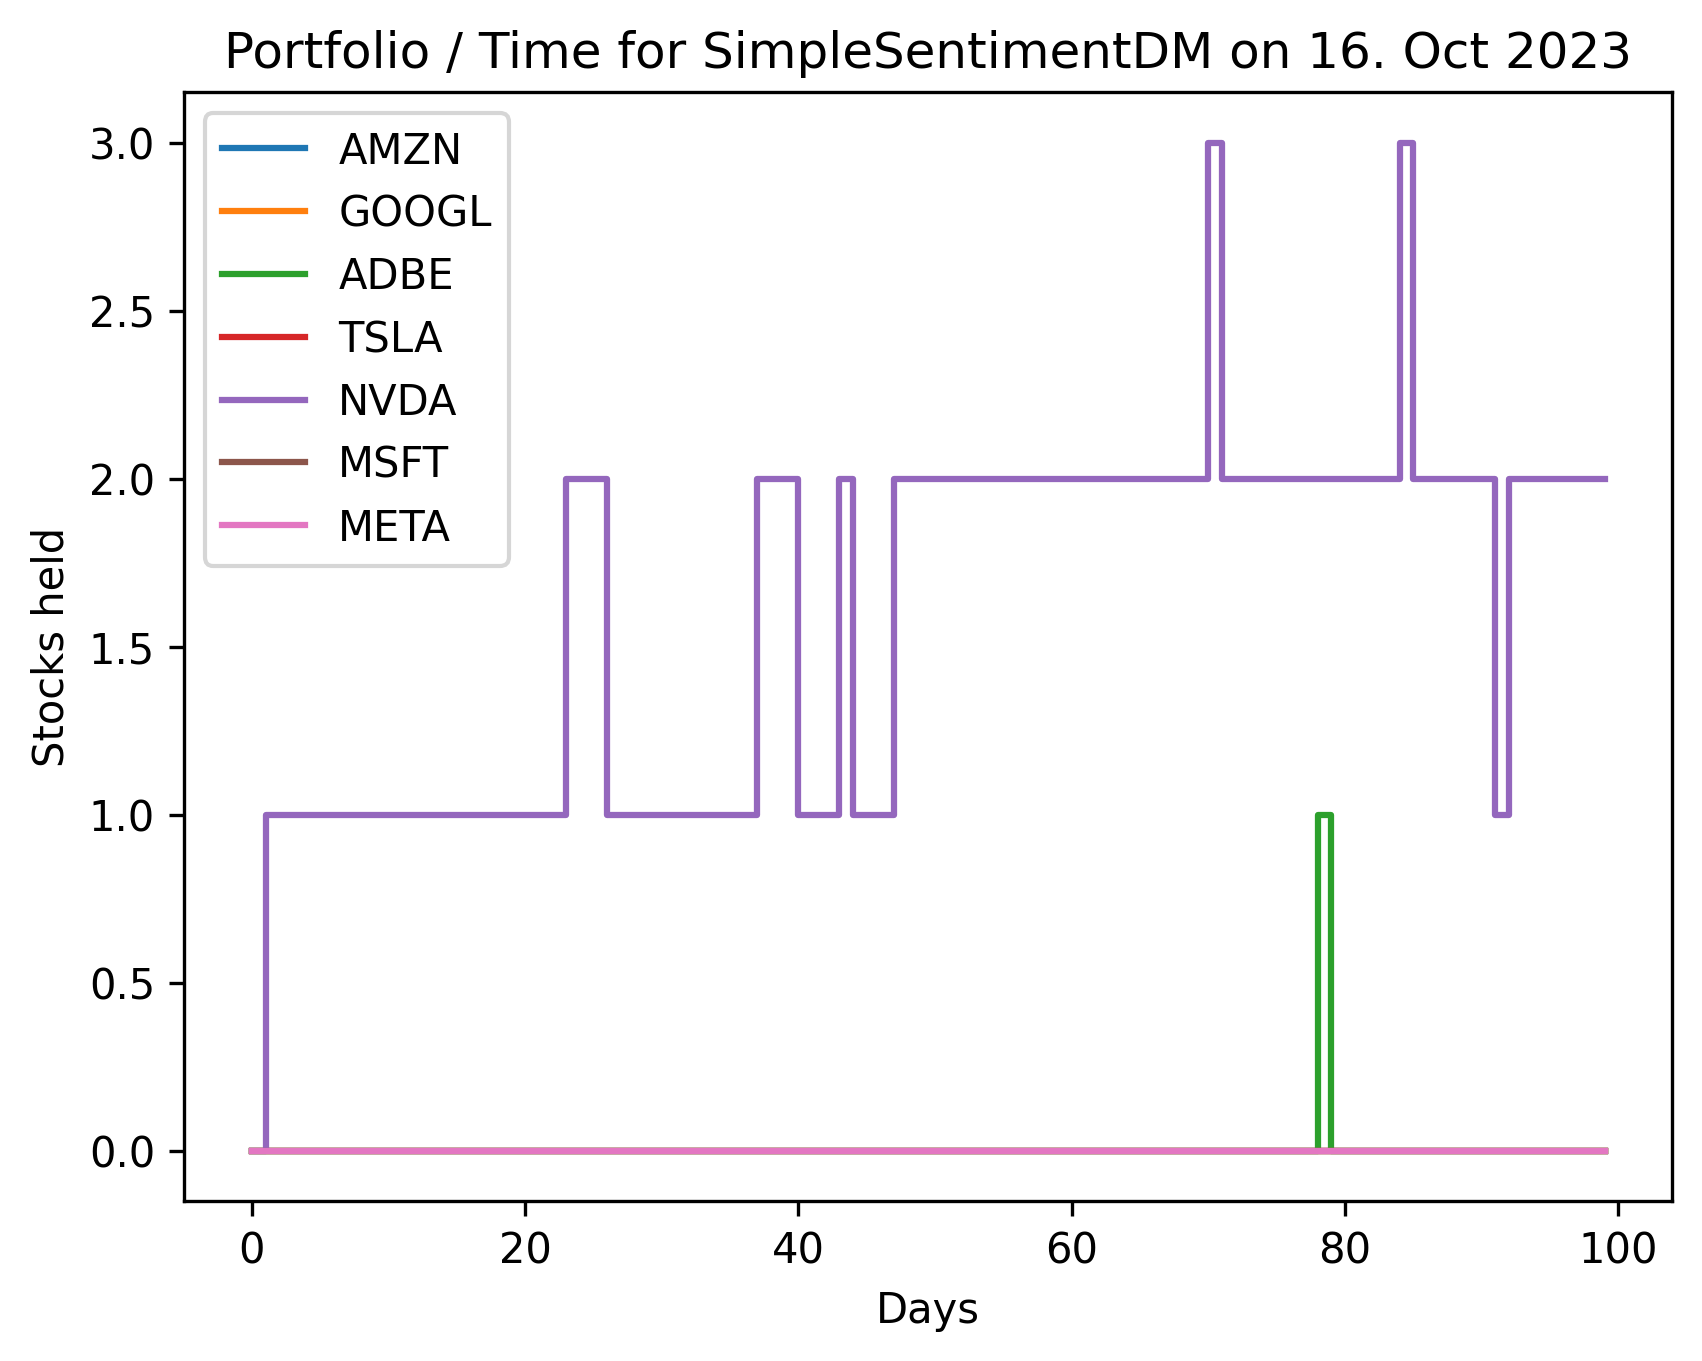 Portfolio / Time for SimpleSentimentDM on 16. Oct 2023
AMZN
GOOGL
ADBE
TSLA
NVDA
MSFT
META
3.0
2.5
2.0
1.5
1.0
0.5
0.0
Stocks held
0 20 40 60 80 100
Days